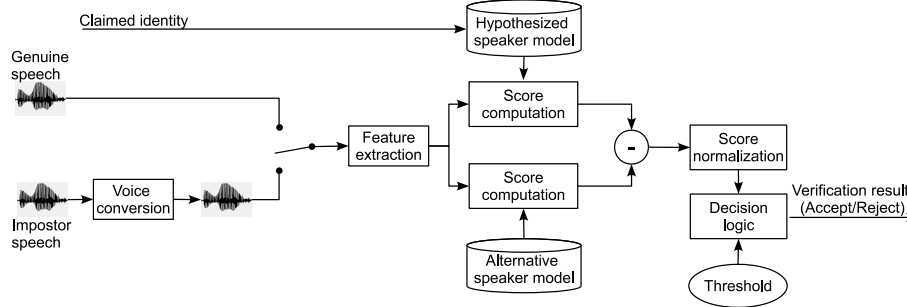 Claimed identity
Hypothesized
speaker model
Genuine
speech
Score
computation
Feature
extraction
-
Score
normalization
Voice
conversion
Impostor
speech
Score
computation
Decision
logic
Verification result
(Accept/Reject)
Alternative
speaker model
Threshold